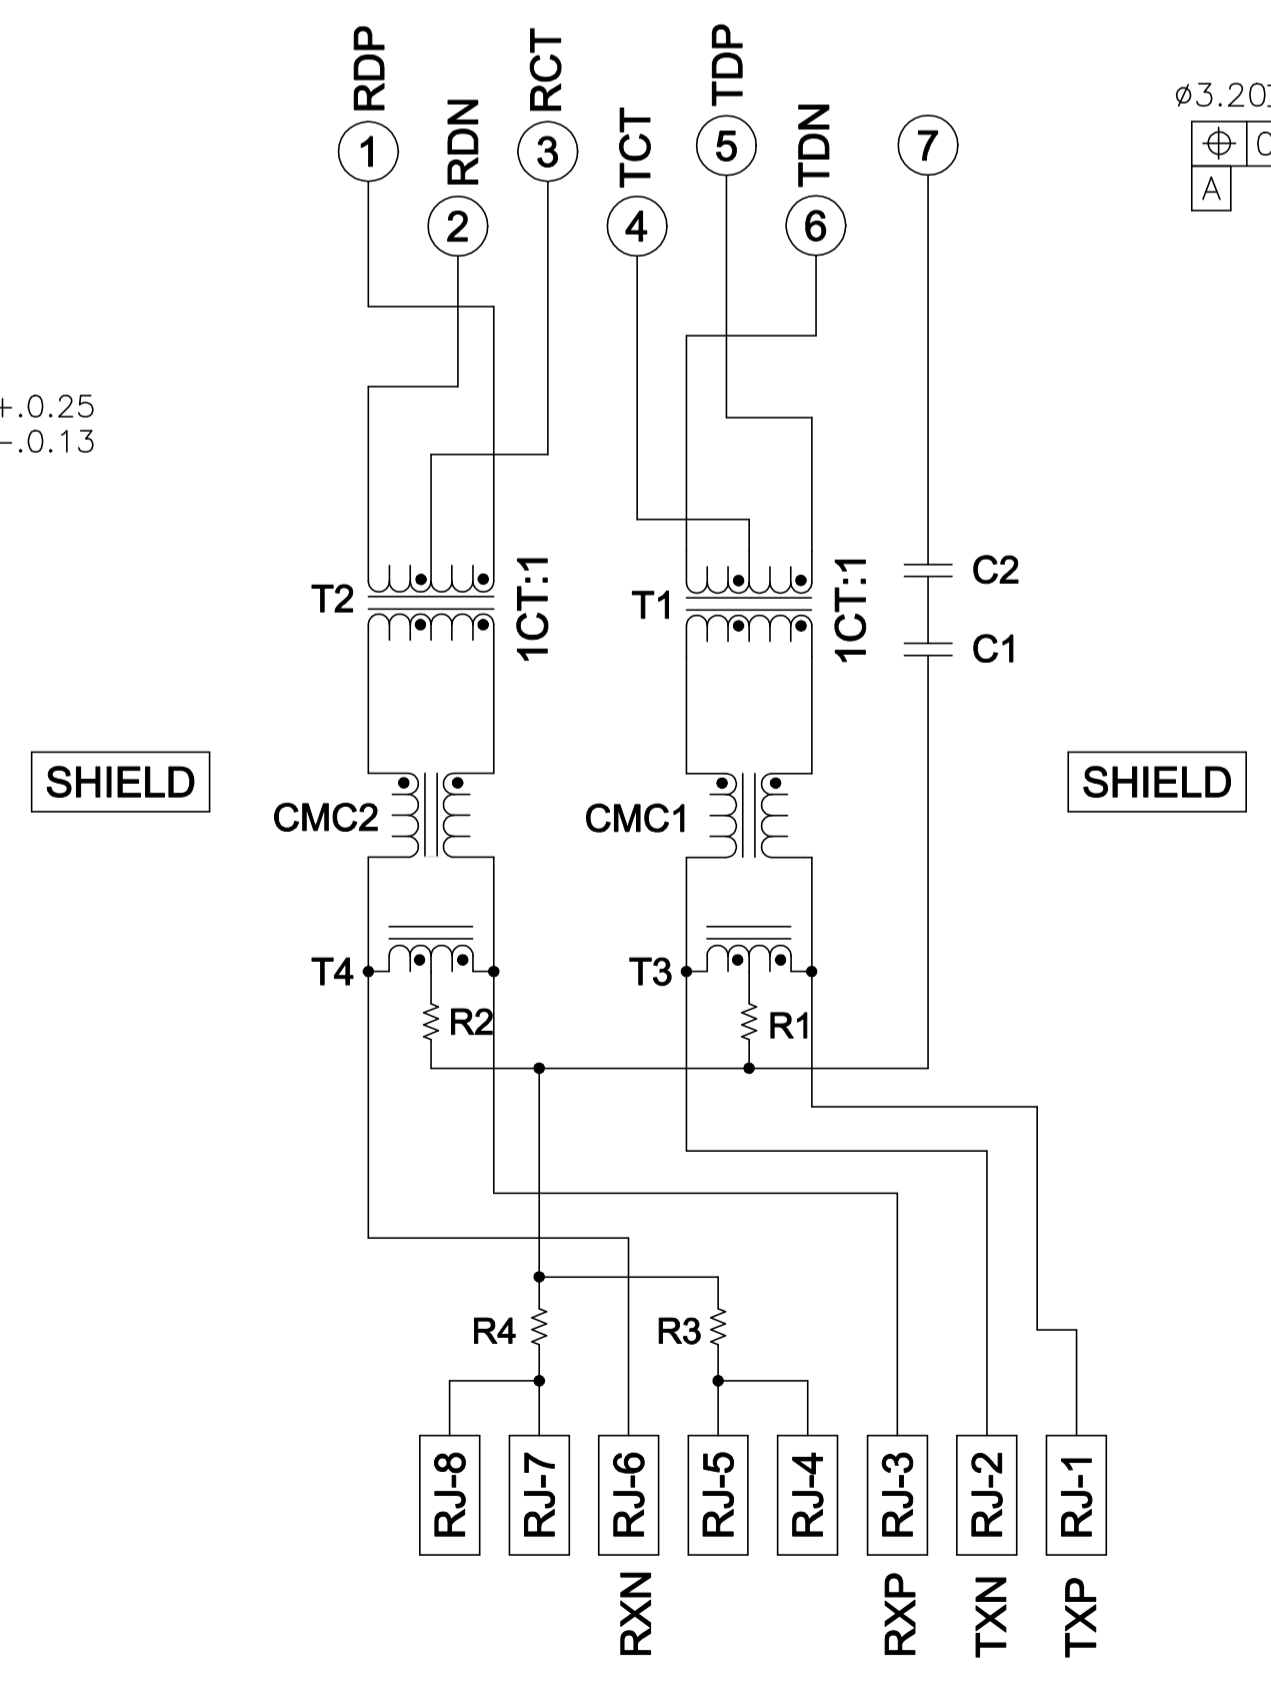 RDP
RDN
RCT
TCT
TDP
TDN
1
2
3
4
5
6
7
ø3.20
A
+.0.25
-.0.13
T2
1CT:1
T1
1CT:1
C2
C1
SHIELD
SHIELD
CMC2
CMC1
T4
T3
R2
R1
R4
R3
RJ-8
RJ-7
RJ-6
RJ-5
RJ-4
RJ-3
RJ-2
RJ-1
RXN
RXP
TXN
TXP